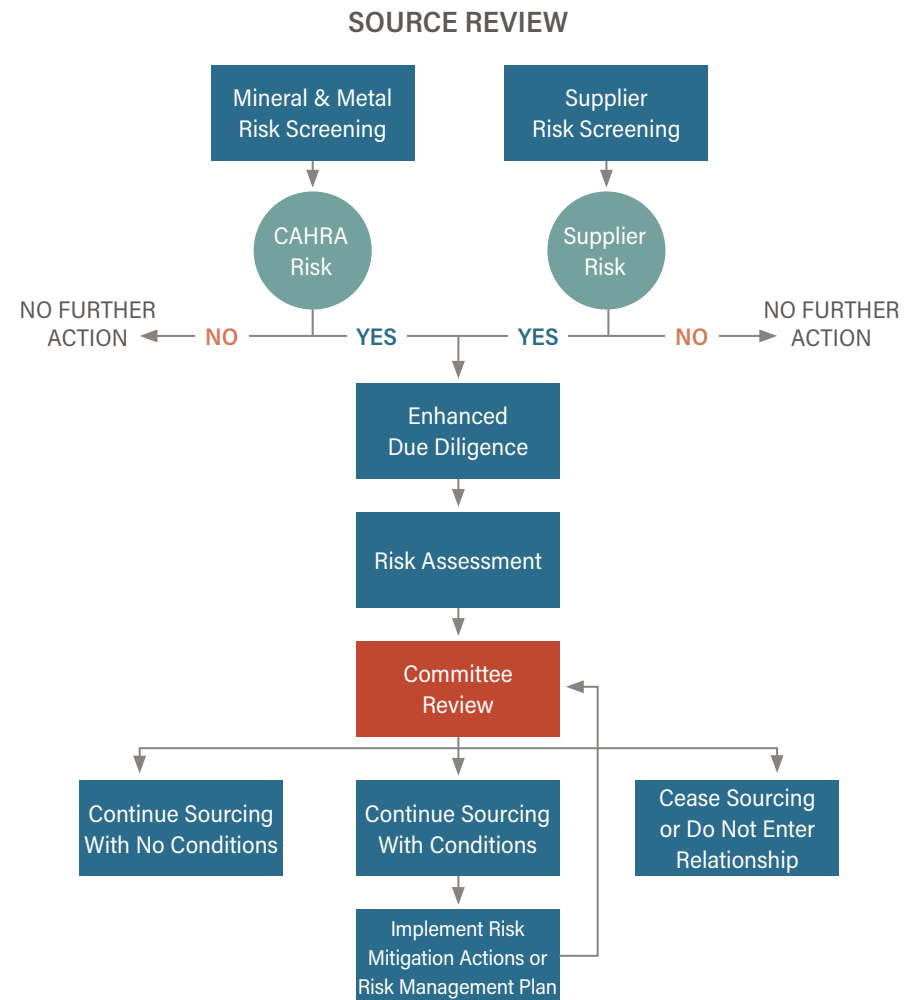 SOURCE REVIEW
Mineral & Metal
Risk Screening
Supplier
Risk Screening
CAHRA
Risk
Supplier
Risk
NO FURTHER
ACTION
NO
YES
YES
NO
NO FURTHER
ACTION
Enhanced
Due Diligence
Risk Assessment
Committee
Review
Continue Sourcing
With No Conditions
Continue Sourcing
With Conditions
Cease Sourcing
or Do Not Enter
Relationship
Implement Risk
Mitigation Actions or
Risk Management Plan